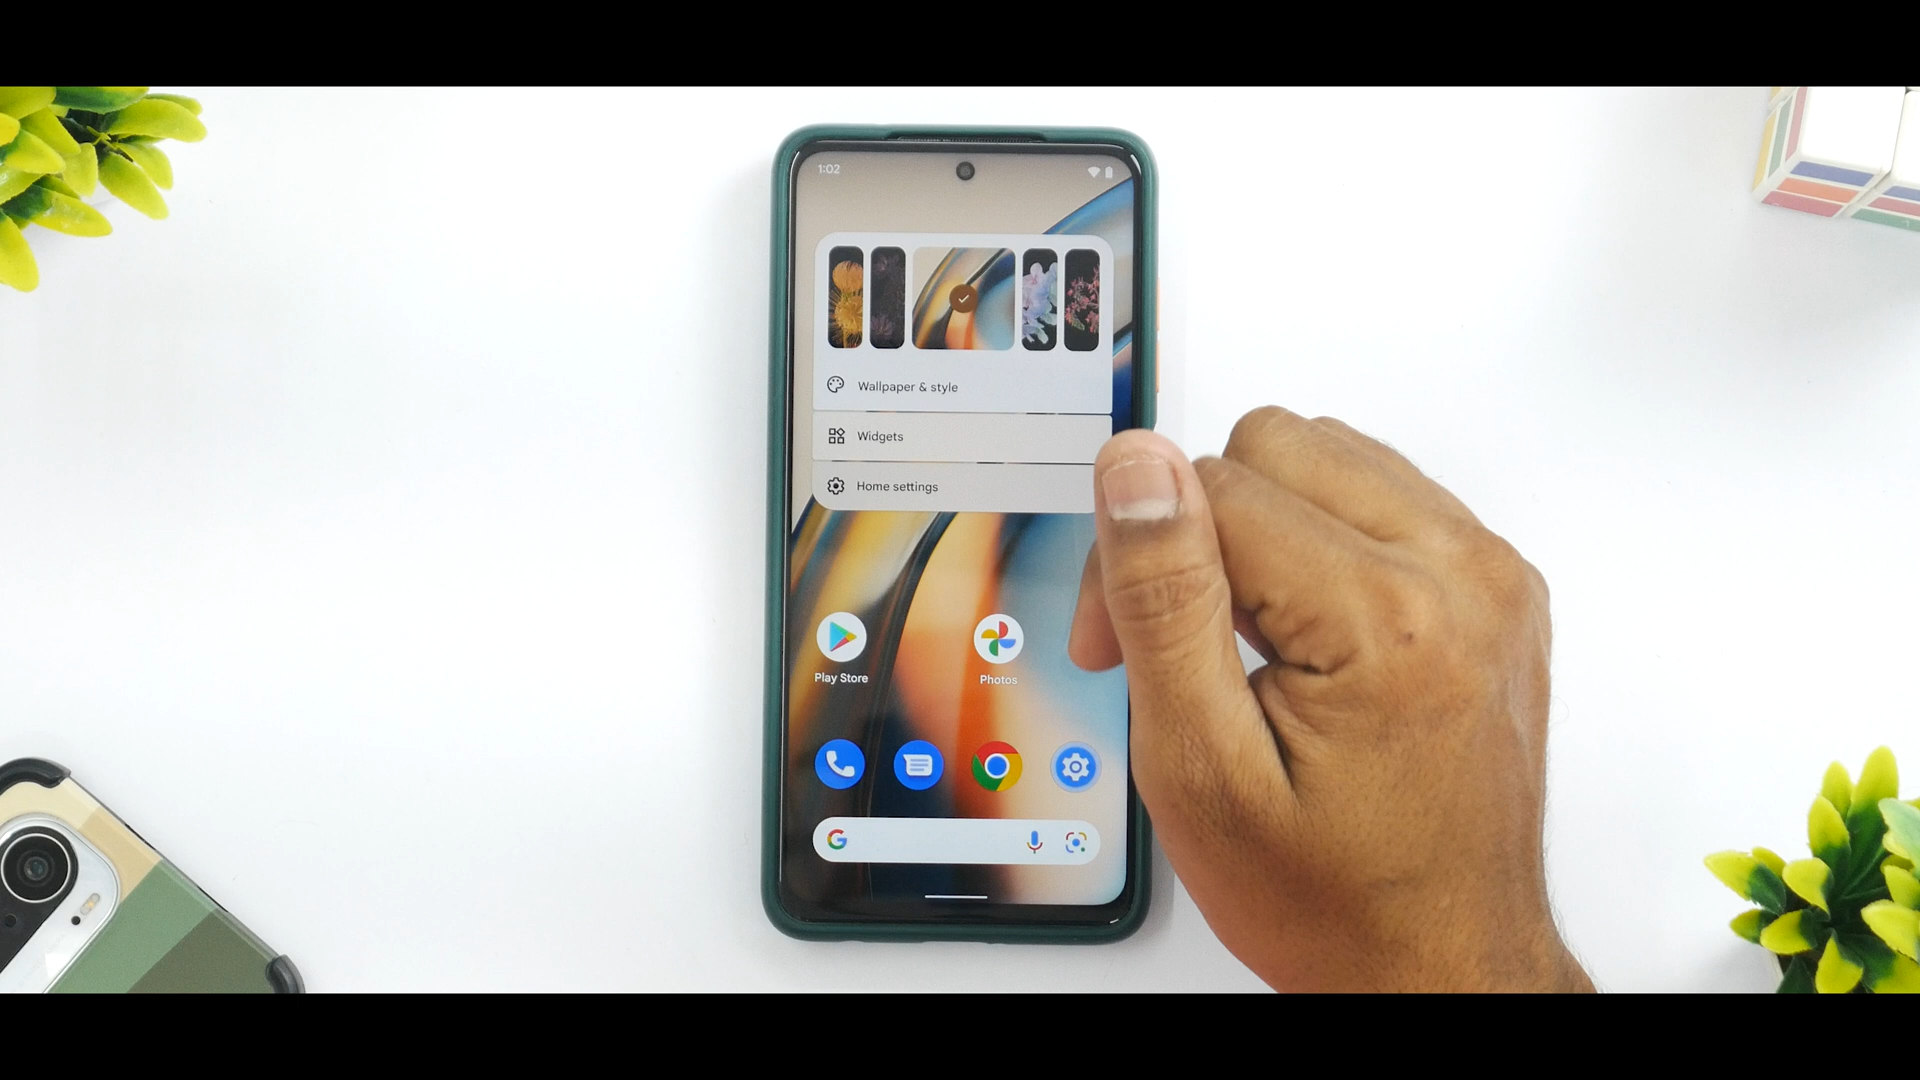 1:02
Wallpaper & style
Widgets
Home settings
Play Store
Photos
G